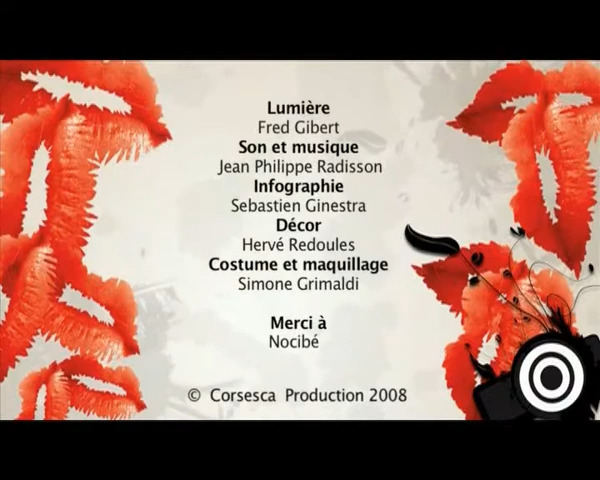 Lumière
Fred Gibert
Son et musique
Jean Philippe Radisson
Infographie
Sebastien Ginestra
Décor
Hervé Redoules
Costume et maquillage
Simone Grimaldi
Merci à
Nocibé
© Corsesca Production 2008